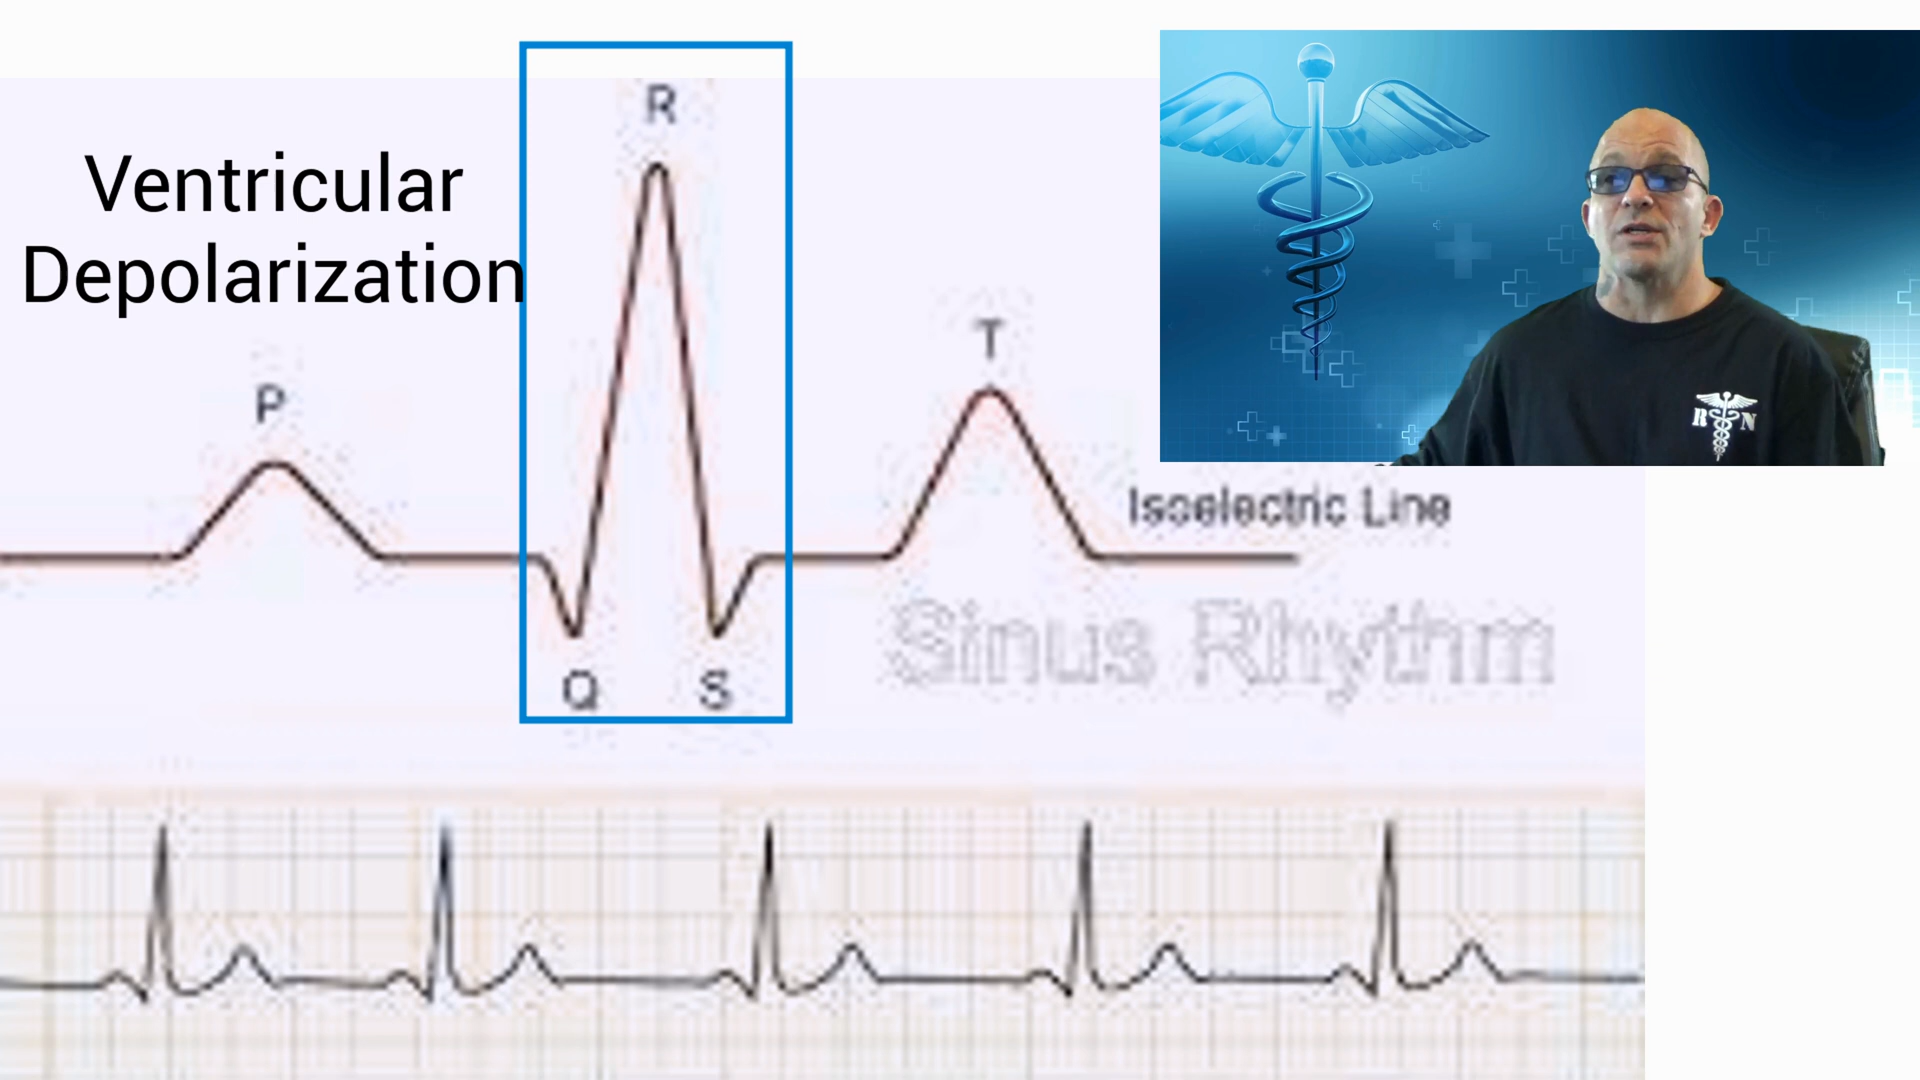 R
Ventricular
Depolarization
P
T
R N
Isoelectric Line
Sinus Rhythm
Q
S